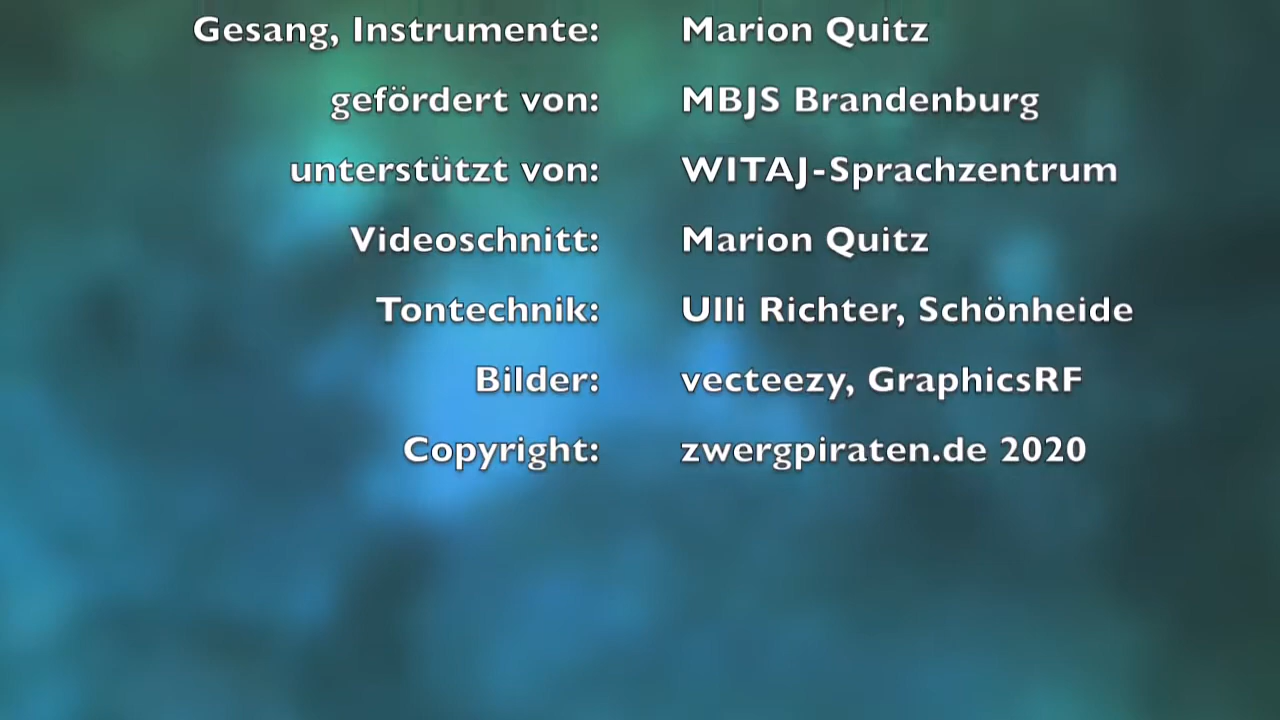 Gesang, Instrumente: Marion Quitz
gefördert von: MBJS Brandenburg
unterstützt von: WITAJ-Sprachzentrum
Videoschnitt: Marion Quitz
Tontechnik: Ulli Richter, Schönheide
Bilder: vecteezy, GraphicsRF
Copyright: zwergpiraten.de 2020